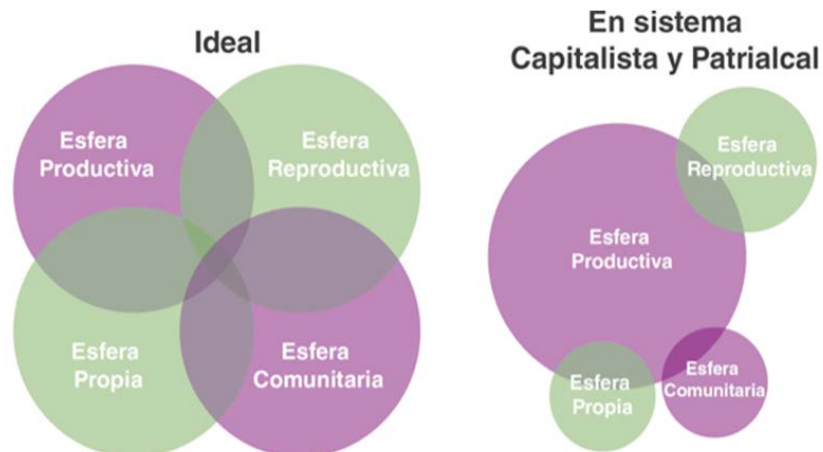 Ideal
Esfera
Productiva
Esfera
Reproductiva
Esfera
Propia
Esfera
Comunitaria
En sistema
Capitalista y Patrialcal
Esfera
Reproductiva
Esfera
Productiva
Esfera
Propia
Esfera
Comunitaria